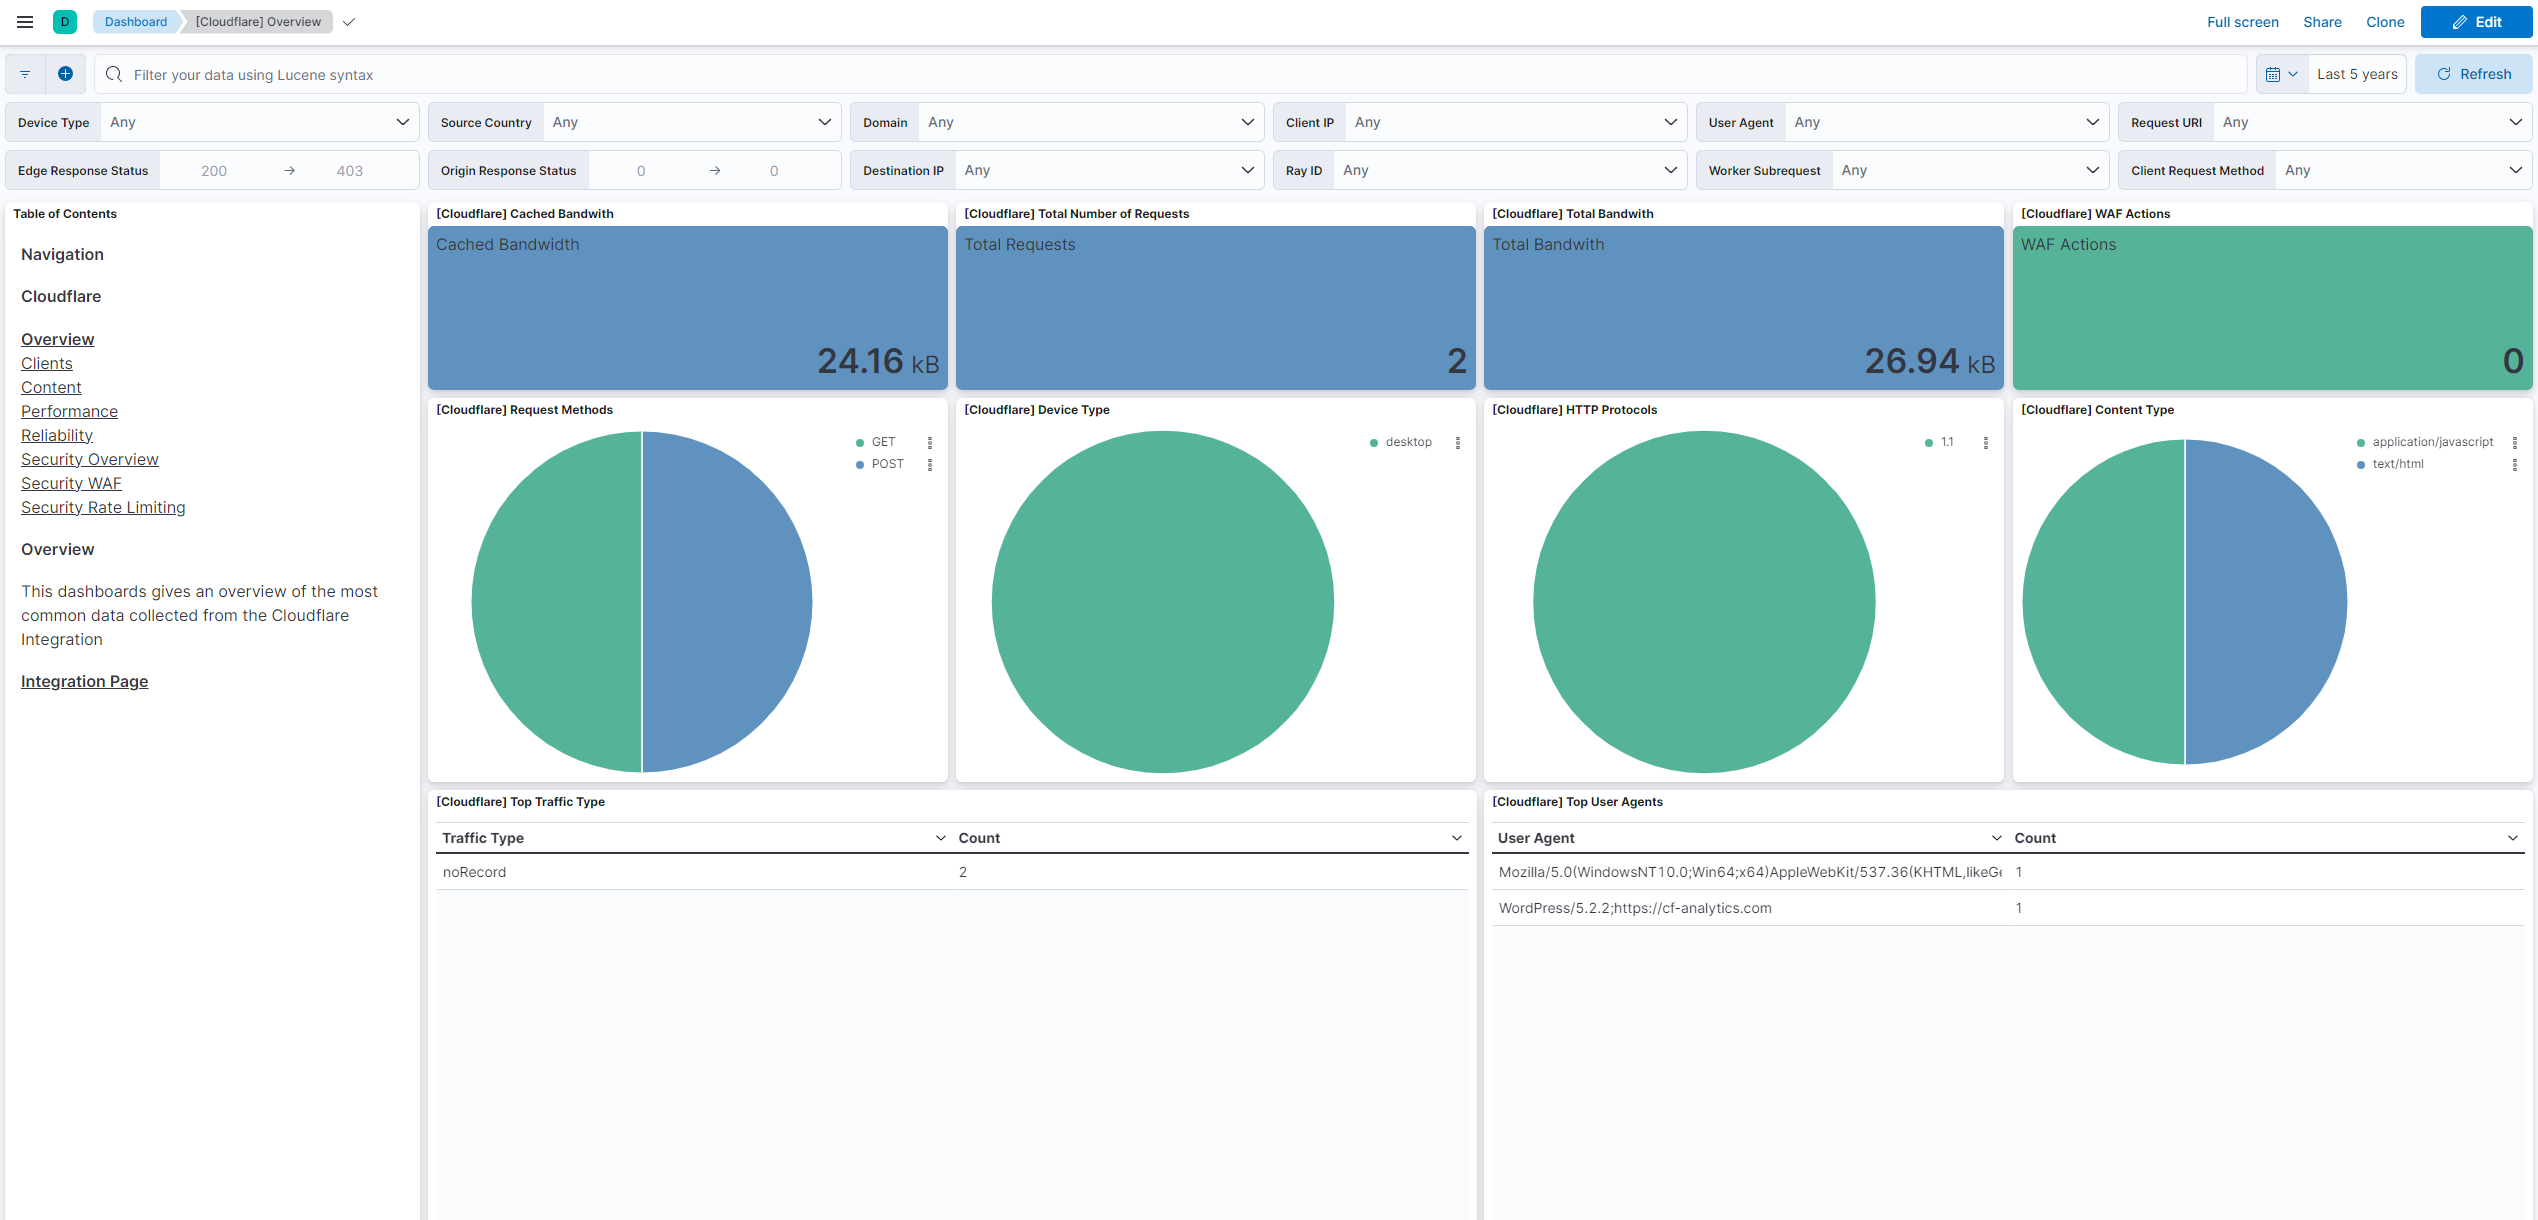 D
Dashboard
[Cloudflare] Overview
Full screen
Share
Clone
Edit
Filter your data using Lucene syntax
Last 5 years
Refresh
Device Type
Any
Source Country
Any
Domain
Any
Client IP
Any
User Agent
Any
Request URI
Any
Edge Response Status
200 → 403
Origin Response Status
0 → 0
Destination IP
Any
Ray ID
Any
Worker Subrequest
Any
Client Request Method
Any
Table of Contents
Navigation
Cloudflare
Overview
Clients
Content
Performance
Reliability
Security Overview
Security WAF
Security Rate Limiting
Overview
This dashboards gives an overview of the most
common data collected from the Cloudflare
Integration
Integration Page
[Cloudflare] Cached Bandwith
Cached Bandwidth
24.16 kB
[Cloudflare] Total Number of Requests
Total Requests
2
[Cloudflare] Total Bandwith
Total Bandwith
26.94 kB
[Cloudflare] WAF Actions
WAF Actions
0
[Cloudflare] Request Methods
GET
POST
[Cloudflare] Device Type
desktop
[Cloudflare] HTTP Protocols
1.1
[Cloudflare] Content Type
application/javascript
text/html
[Cloudflare] Top Traffic Type
Traffic Type
Count
noRecord
2
[Cloudflare] Top User Agents
User Agent
Count
Mozilla/5.0(WindowsNT10.0;Win64;x64)AppleWebKit/537.36(KHTML,likeGe
1
WordPress/5.2.2;https://cf-analytics.com
1